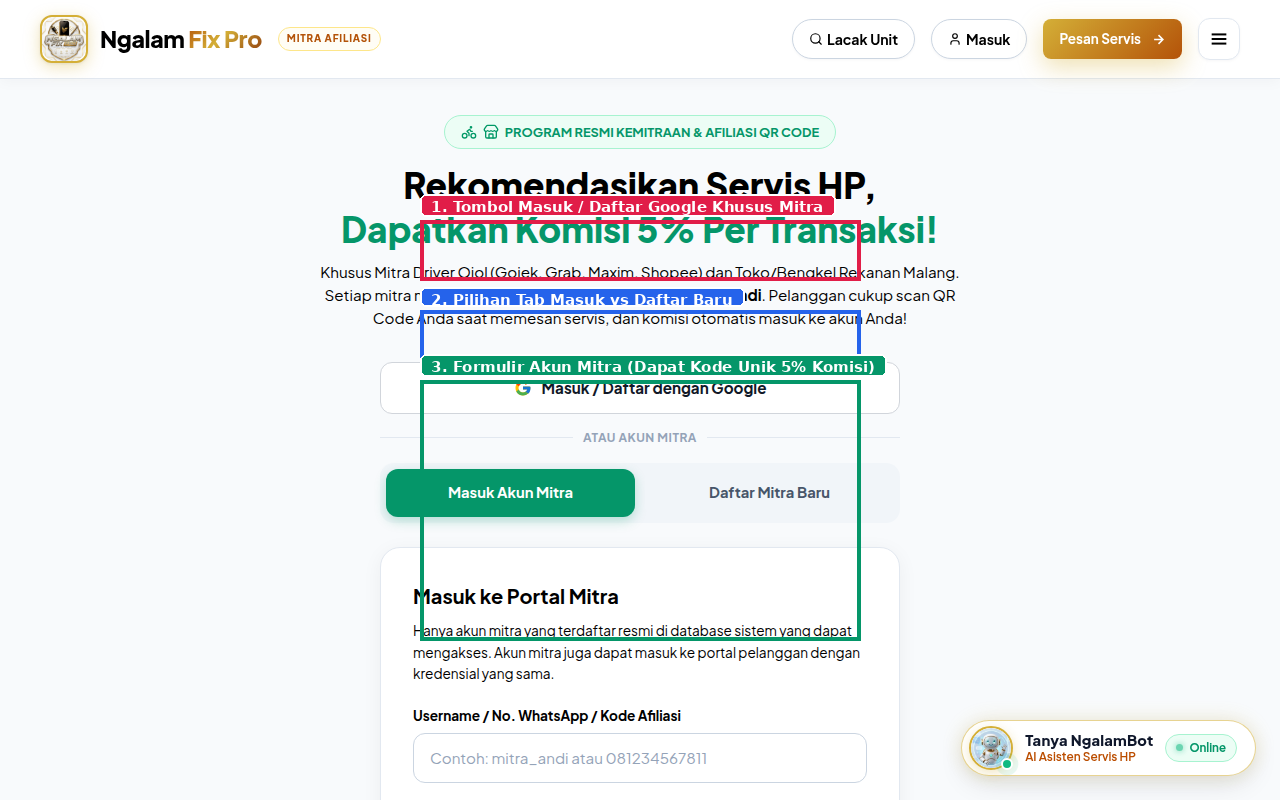 Ngalam Fix Pro
MITRA AFILIASI
Lacak Unit
Masuk
Pesan Servis
PROGRAM RESMI KEMITRAAN & AFILIASI QR CODE
Rekomendasikan Servis HP,
1. Tombol Masuk / Daftar Google Khusus Mitra
Dapatkan Komisi 5% Per Transaksi!
Khusus Mitra Driver Ojol (Gojek, Grab, Maxim, Shopee) dan Toko/Bengkel Rekanan Malang.
Setiap mitra . Pelanggan cukup scan QR
2. Pilihan Tab Masuk vs Daftar Baru
Code Anda saat memesan servis, dan komisi otomatis masuk ke akun Anda!
3. Formulir Akun Mitra (Dapat Kode Unik 5% Komisi)
Masuk / Daftar dengan Google
ATAU AKUN MITRA
Masuk Akun Mitra
Daftar Mitra Baru
Masuk ke Portal Mitra
Hanya akun mitra yang terdaftar resmi di database sistem yang dapat
mengakses. Akun mitra juga dapat masuk ke portal pelanggan dengan
kredensial yang sama.
Username / No. WhatsApp / Kode Afiliasi
Contoh: mitra_andi atau 081234567811
Tanya NgalamBot
AI Asisten Servis HP
Online